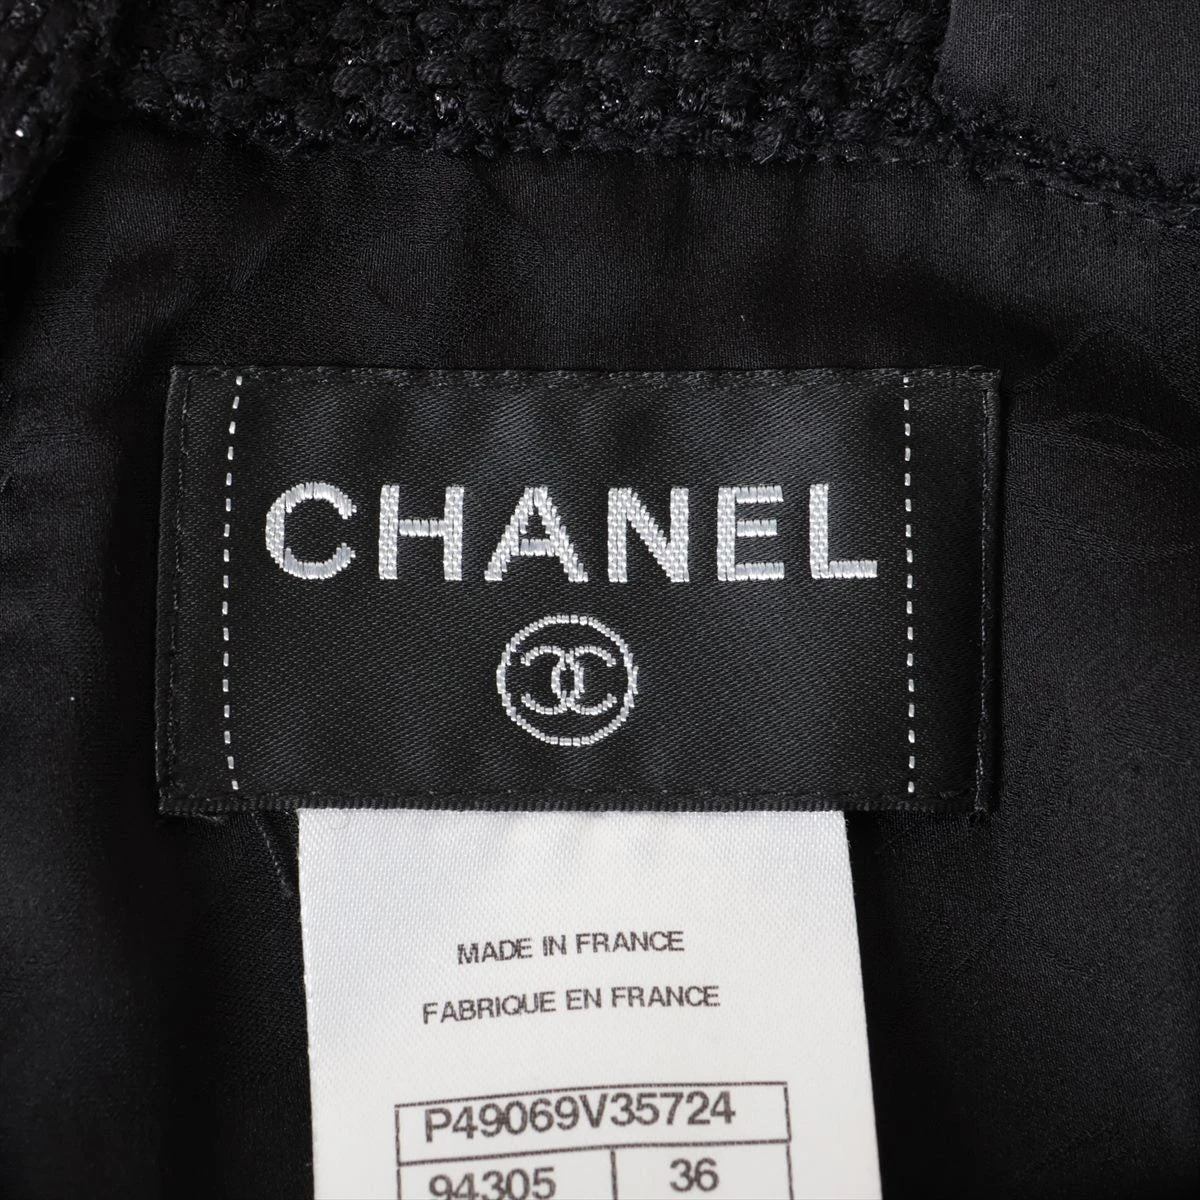 CHANEL
MADE IN FRANCE
FABRIQUE EN FRANCE
P49069V35724
94305 36